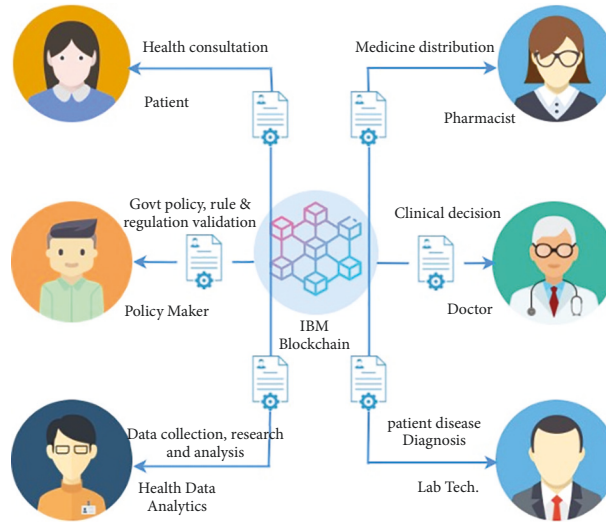 Health consultation
Patient
Medicine distribution
Pharmacist
Govt policy, rule &
regulation validation
Policy Maker
IBM
Blockchain
Clinical decision
Doctor
Data collection, research
and analysis
Health Data
Analytics
patient disease
Diagnosis
Lab Tech.